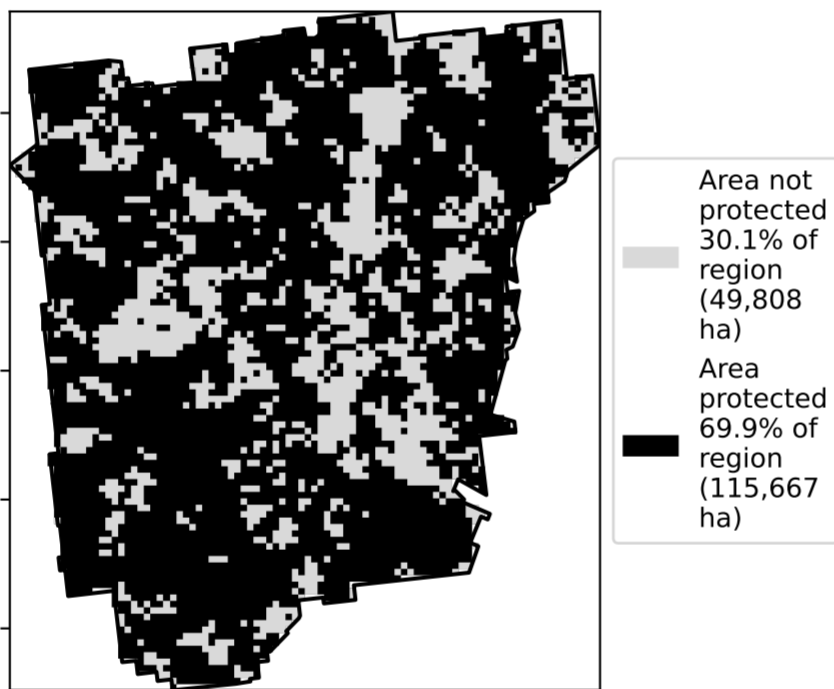 Area not
protected
30.1% of
region
(49,808
ha)
Area
protected
69.9% of
region
(115,667
ha)